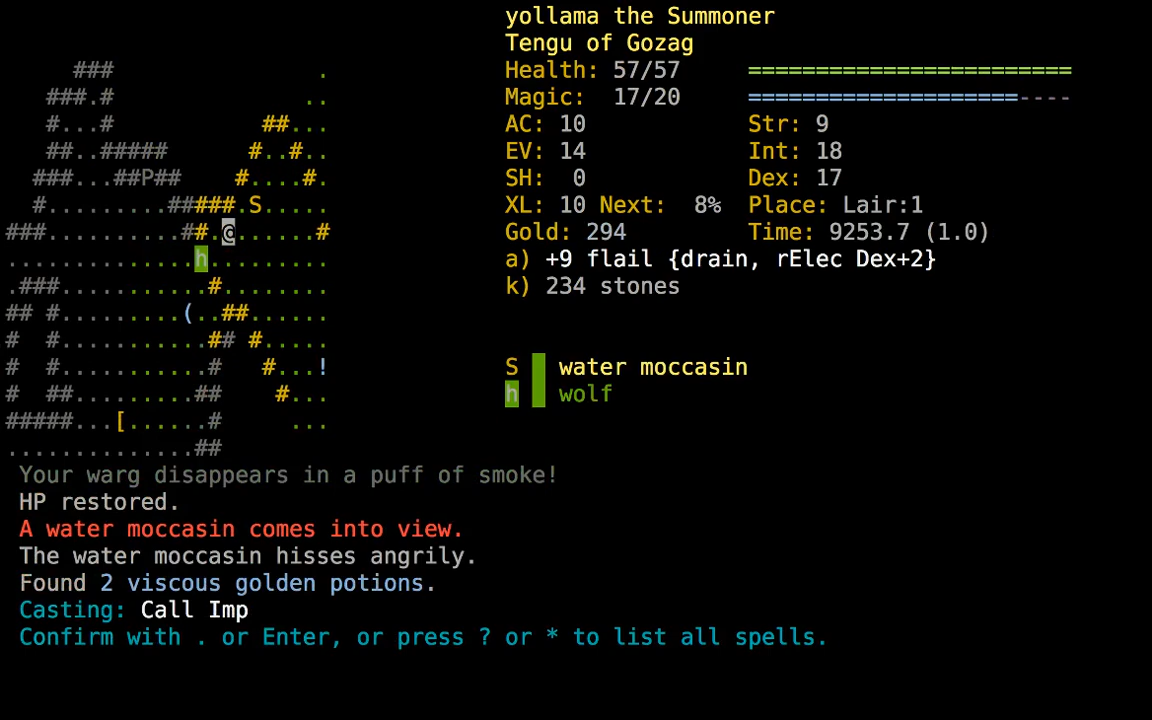 yollama the Summoner
Tengu of Gozag
     ###               .             Health: 57/57     ========================
   ###.#              ..             Magic:  17/20     ====================----
   #...#           ##...             AC: 10            Str: 9
   ##..#####      #..#..             EV: 14            Int: 18
  ###...##P##    #....#.             SH:  0            Dex: 17
  #.........#####.S.....             XL: 10 Next:  8%  Place: Lair:1
###..........##.@......#             Gold: 294         Time: 9253.7 (1.0)
..............h.........             a) +9 flail {drain, rElec Dex+2}
.###...........#........             k) 234 stones
## #.........(..##......
#  #...........## #.....             S   water moccasin
#  #...........#   #...!             h   wolf
#  ##.........##    #...
#####...[......#     ...
..............##
Your warg disappears in a puff of smoke!
HP restored.
A water moccasin comes into view.
The water moccasin hisses angrily.
Found 2 viscous golden potions.
Casting: Call Imp
Confirm with . or Enter, or press ? or * to list all spells.